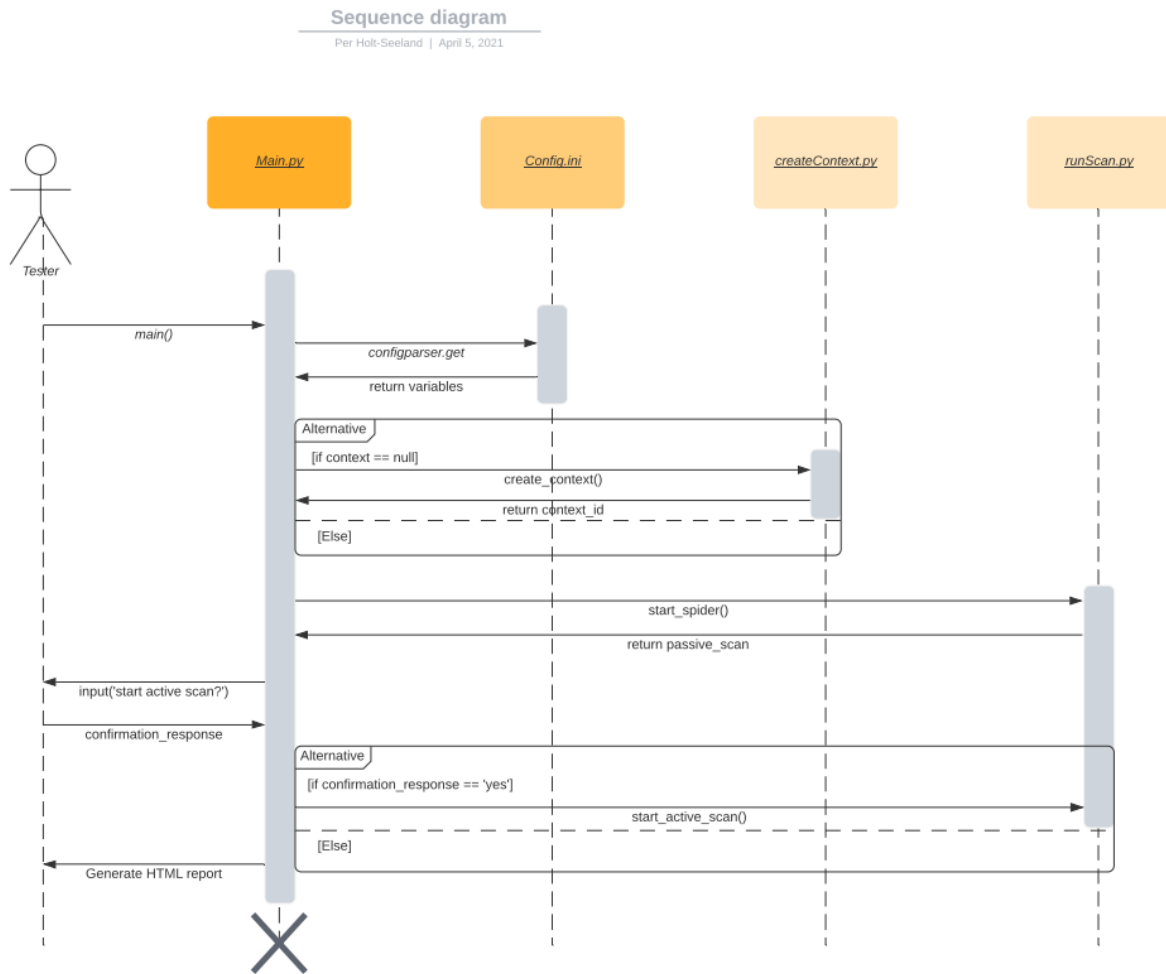 Sequence diagram
Per Holt-Seeland | April 5, 2021
Main.py
Config.ini
createContext.py
runScan.py
Tester
main()
configparser.get
return variables
Alternative
[if context == null]
create_context()
return context_id
[Else]
start_spider()
return passive_scan
input('start active scan?')
confirmation_response
Alternative
[if confirmation_response == 'yes']
start_active_scan()
[Else]
Generate HTML report